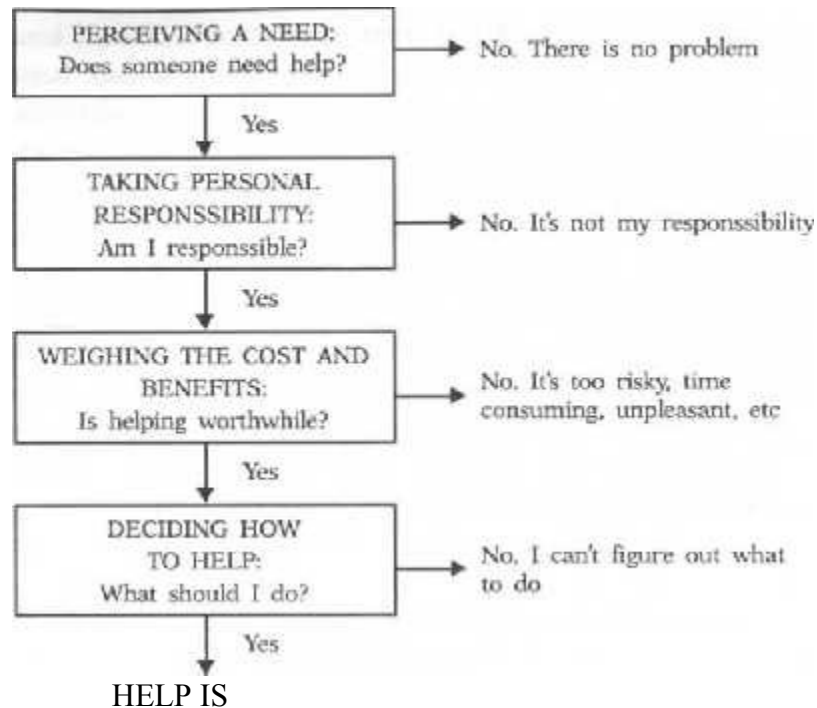 PERCEIVING A NEED:
Does someone need help?
No. There is no problem
Yes
TAKING PERSONAL
RESPONSSIBILITY:
Am I responssible?
No. It's not my responssibility
Yes
WEIGHING THE COST AND
BENEFITS:
Is helping worthwhile?
No. It's too risky, time
consuming, unpleasant, etc
Yes
DECIDING HOW
TO HELP:
What should I do?
No, I can't figure out what
to do
Yes
HELP IS